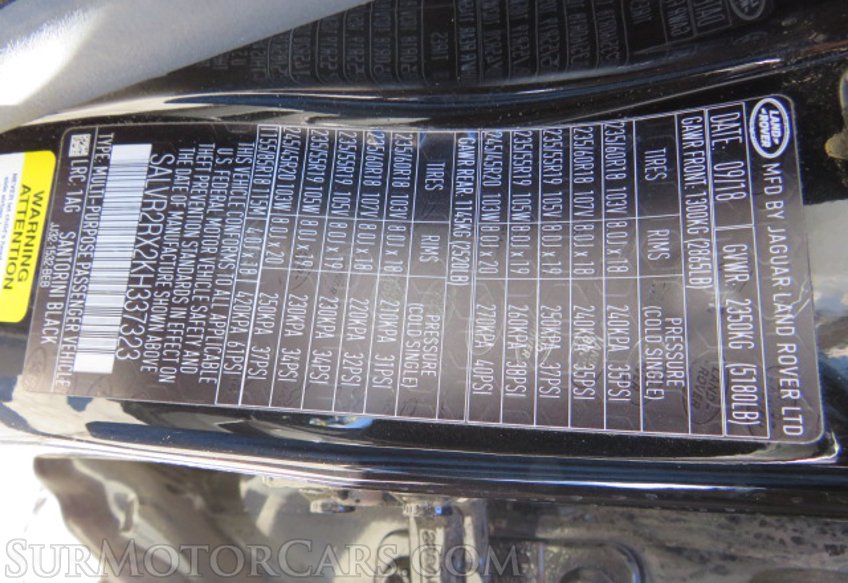 LAND ROVER
MFD BY JAGUAR LAND ROVER LTD
DATE: 09/18 GVWR: 2350KG (5180LB)
GAWR FRONT: 1300KG (2865LB)
TIRES RIMS PRESSURE (COLD SINGLE)
235/60R18 103V 8.0J x 18 240KPA 35PSI
235/60R18 107V 8.0J x 18 240KPA 35PSI
235/55R19 105V 8.0J x 19 250KPA 37PSI
235/55R19 105W 8.0J x 19 260KPA 38PSI
245/45R20 103W 8.0J x 20 270KPA 40PSI
GAWR REAR: 1145KG (2520LB)
TIRES RIMS PRESSURE (COLD SINGLE)
235/60R18 103V 8.0J x 18 210KPA 31PSI
235/60R18 107V 8.0J x 18 220KPA 32PSI
235/55R19 105V 8.0J x 19 230KPA 34PSI
235/55R19 105W 8.0J x 19 230KPA 34PSI
245/45R20 103W 8.0J x 20 250KPA 37PSI
T155/85R18 115M 4.0J x 18 420KPA 61PSI
THIS VEHICLE CONFORMS TO ALL APPLICABLE
U.S FEDERAL MOTOR VEHICLE SAFETY AND
THEFT PREVENTION STANDARDS IN EFFECT ON
THE DATE OF MANUFACTURE SHOWN ABOVE
SALVR2RX2KH337323
TYPE: MULTI-PURPOSE PASSENGER VEHICLE
LRC: 1AG SANTORINI BLACK
WARNING
ATTENTION
SurMotorCars.com